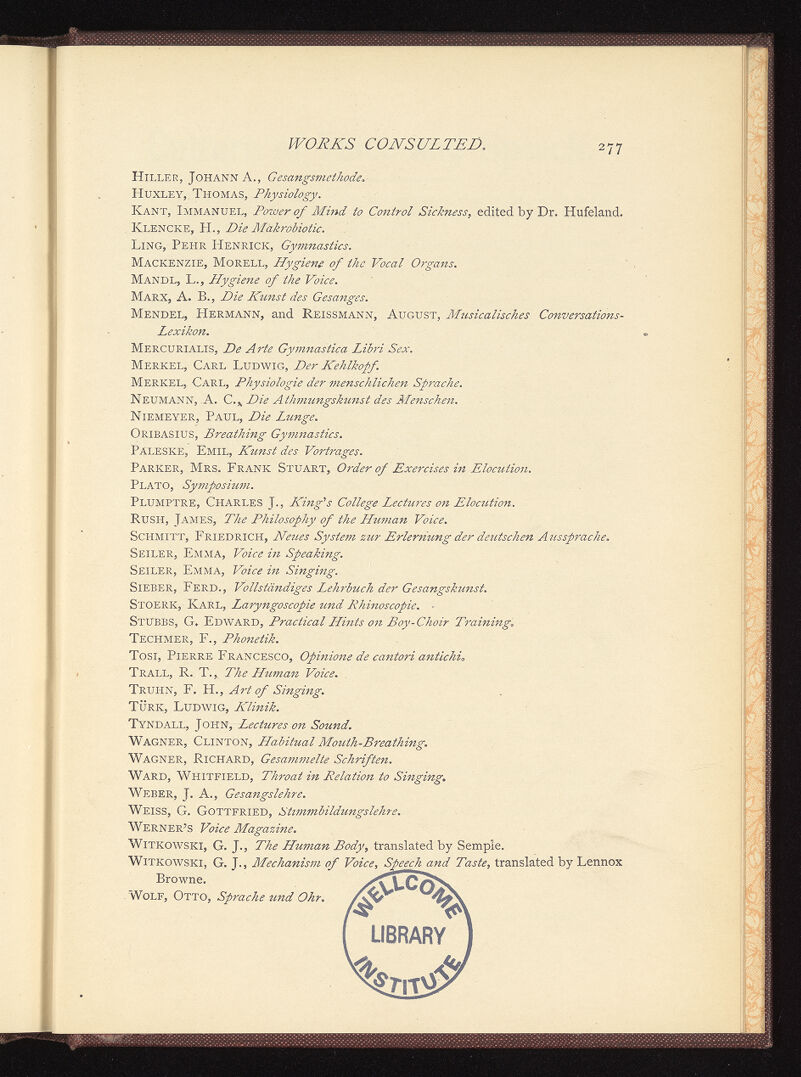 WORKS CONSULTED. 277
HILLER, JOHANN A., Gesangsmethode.
HUXLEY, THOMAS, Physiology.
KANT, IMMANUEL, Power of Mind to Control Sickness, edited by Dr. Hufeland.
KLENCKE, H., Die Makrobiotic.
LING, PEHR HENRICK, Gymnastics.
MACKENZIE, MORELL, Hygiene of the Vocal Organs.
MANDL, L., Hygiene of the Voice.
MARX, A. B., Die Kunst des Gesanges.
MENDEL, HERMANN, and REISSMANN, AUGUST, Musicalisches Conversations-
Lexikon.
MERCURIALIS, De Arte Gymnastica Libri Sex.
MERKEL, CARL LUDWIG, Der Kehlkopf.
MERKEL, CARL, Physiologie der menschlichen Sprache.
NEUMANN, A. C., Die Athmungskunst des Menschen.
NIEMEYER, PAUL, Die Lunge.
ORIBASIUS, Breathing Gymnastics.
PALESKE, EMIL, Kunst des Vortrages.
PARKER, MRS. FRANK STUART, Order of Exercises in Elocution.
PLATO, Symposium.
PLUMPTRE, CHARLES J., King's College Lectures on Elocution.
RUSH, JAMES, The Philosophy of the Human Voice.
SCHMITT, FRIEDRICH, Neues System zur Erlernung der deutschen Aussprache.
SEILER, EMMA, Voice in Speaking.
SEILER, EMMA, Voice in Singing.
SIEBER, FERD., Vollständiges Lehrbuch der Gesangskunst.
STOERK, KARL, Laryngoscopie und Rhinoscopie.
STUBBS, G. EDWARD, Practical Hints on Boy-Choir Training.
TECHMER, F., Phonetik.
TOSI, PIERRE FRANCESCO, Opinione de cantori antichi.
TRALL, R. T., The Human Voice.
TRUHN, F. H., Art of Singing.
TÜRK, LUDWIG, Klinik.
TYNDALL, JOHN, Lectures on Sound.
WAGNER, CLINTON, Habitual Mouth-Breathing.
WAGNER, RICHARD, Gesammelte Schriften.
WARD, WHITFIELD, Throat in Relation to Singing.
WEBER, J. A., Gesangslehre.
WEISS, G. GOTTFRIED, Stimmbildungslehre.
WERNER'S Voice Magazine.
WITKOWSKI, G. J., The Human Body, translated by Semple.
WITKOWSKI, G. J., Mechanism of Voice, Speech and Taste, translated by Lennox
Browne.
WOLF, OTTO, Sprache und Ohr.
WELLCOME
LIBRARY
INSTITUTE